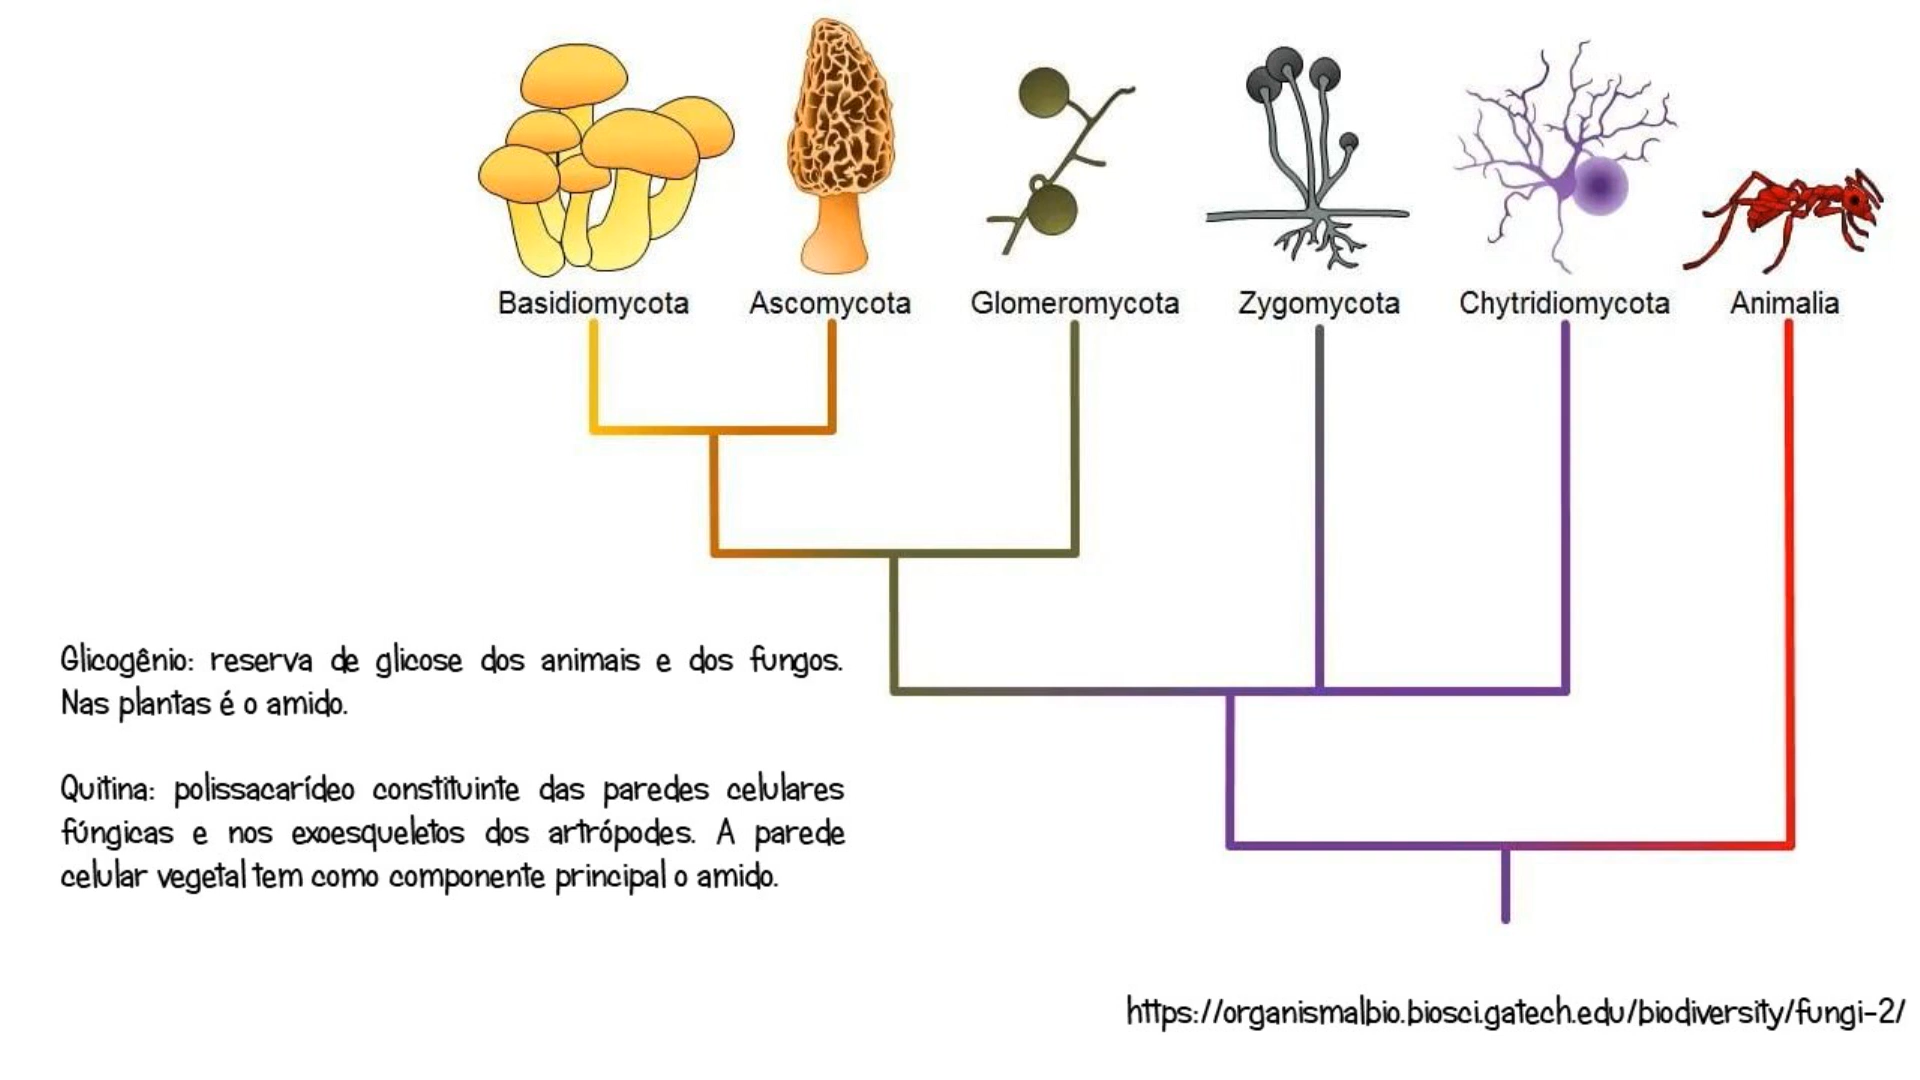 Basidiomycota Ascomycota Glomeromycota Zygomycota Chytridiomycota Animalia
Glicogênio: reserva de glicose dos animais e dos fungos.
Nas plantas é o amido.
Quitina: polissacarídeo constituinte das paredes celulares
fúngicas e nos exoesqueletos dos artrópodes. A parede
celular vegetal tem como componente principal o amido.
https://organismalbio.biosci.gatech.edu/biodiversity/fungi-2/